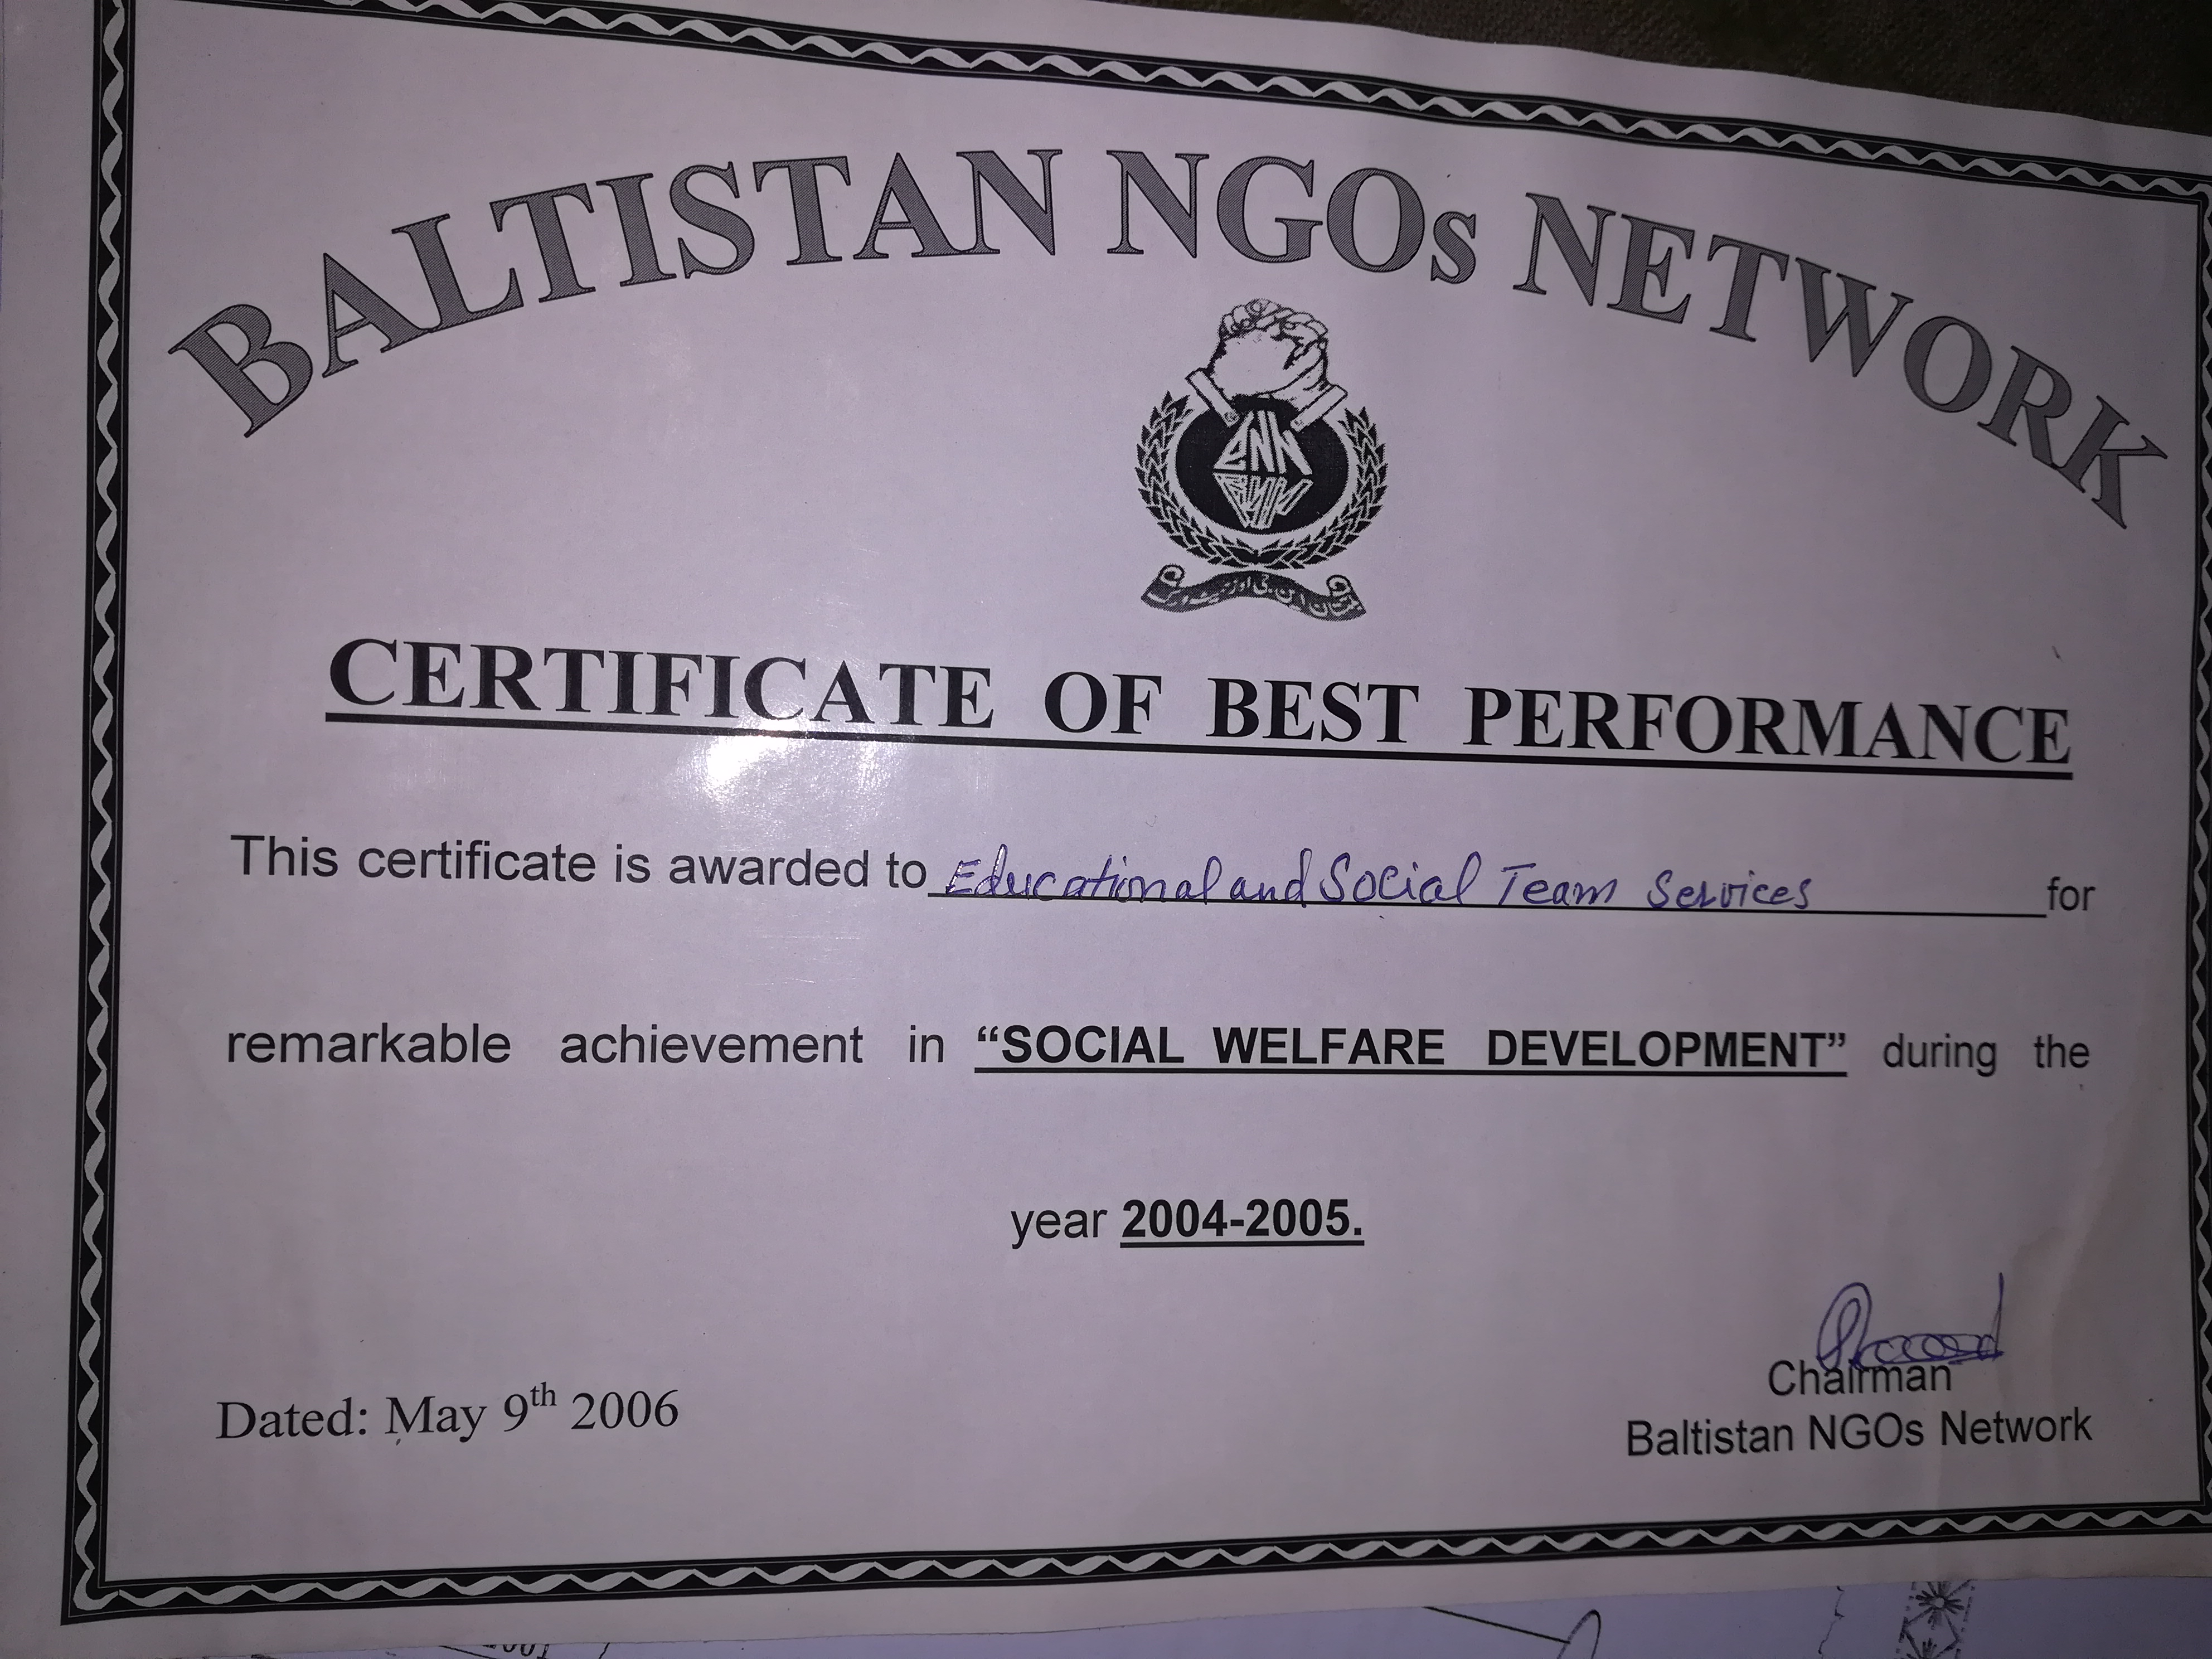 BALTISTAN NGOs NETWORK
CERTIFICATE OF BEST PERFORMANCE
This certificate is awarded to Educational and Social Team Services for
remarkable achievement in “SOCIAL WELFARE DEVELOPMENT” during the
year 2004-2005.
Dated: May 9th 2006
Chairman
Baltistan NGOs Network